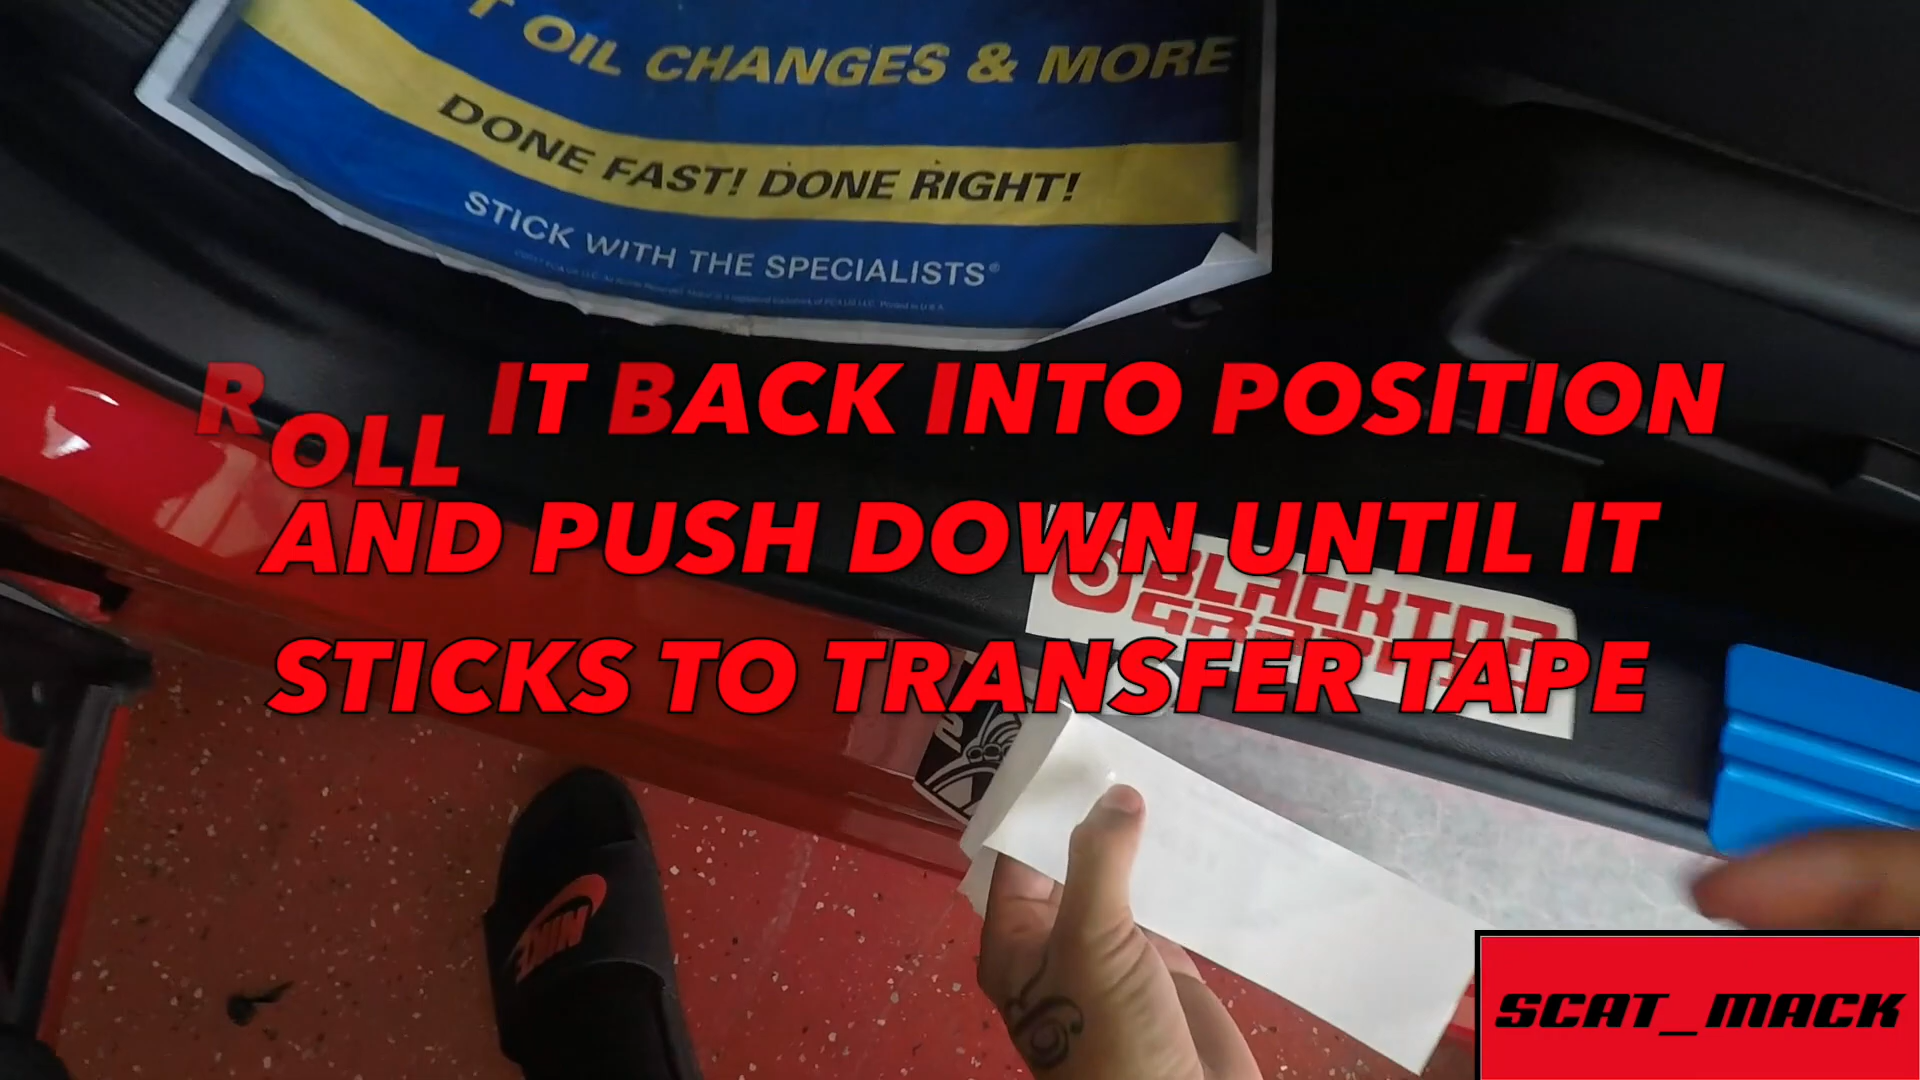 OIL CHANGES & MORE
DONE FAST! DONE RIGHT!
STICK WITH THE SPECIALISTS®
ROLL IT BACK INTO POSITION
AND PUSH DOWN UNTIL IT
STICKS TO TRANSFER TAPE
BLACKTOP
NIKE
SCAT_MACK